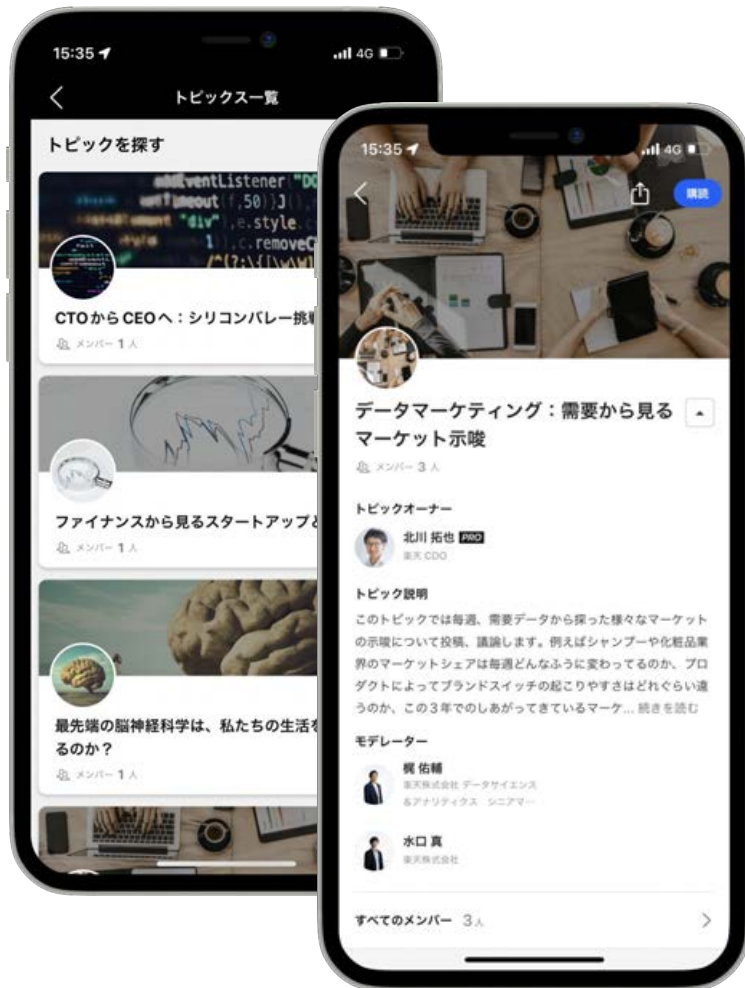 15:35
4G
トピックス一覧
トピックを探す
"div"),e.style.
CTOからCEOへ：シリコンバレー挑
メンバー 1 人
ファイナンスから見るスタートアップ
メンバー 1 人
最先端の脳神経科学は、私たちの生活を
るのか？
メンバー 1 人
15:35
4G
購読
データマーケティング：需要から見る
マーケット示唆
メンバー 3 人
トピックオーナー
北川 拓也 PRO
楽天 CDO
トピック説明
このトピックでは毎週、需要データから探った様々なマーケット
の示唆について投稿、議論します。例えばシャンプーや化粧品業
界のマーケットシェアは毎週どんなふうに変わってるのか、プロ
ダクトによってブランドスイッチの起こりやすさはどれぐらい違
うのか、この３年でのしあがってきているマーケ... 続きを読む
モデレーター
梶 佑輔
楽天株式会社 データサイエンス
&アナリティクス シニアマ…
水口 真
楽天株式会社
すべてのメンバー 3人